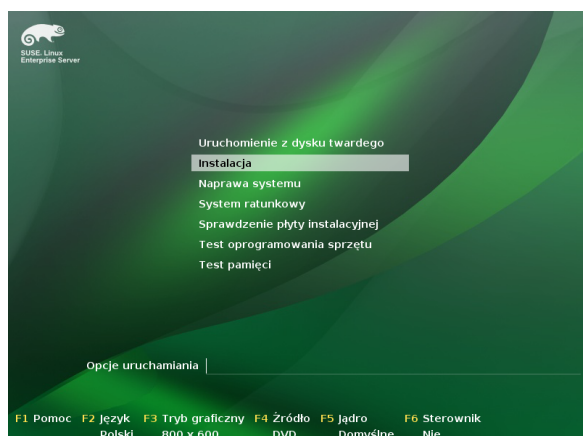 SUSE. Linux
Enterprise Server
Uruchomienie z dysku twardego
Instalacja
Naprawa systemu
System ratunkowy
Sprawdzenie płyty instalacyjnej
Test oprogramowania sprzętu
Test pamięci
Opcje uruchamiania
F1 Pomoc F2 Język F3 Tryb graficzny F4 Źródło F5 Jądro F6 Sterownik
Polski 800 x 600 DVD Domyślne Nie